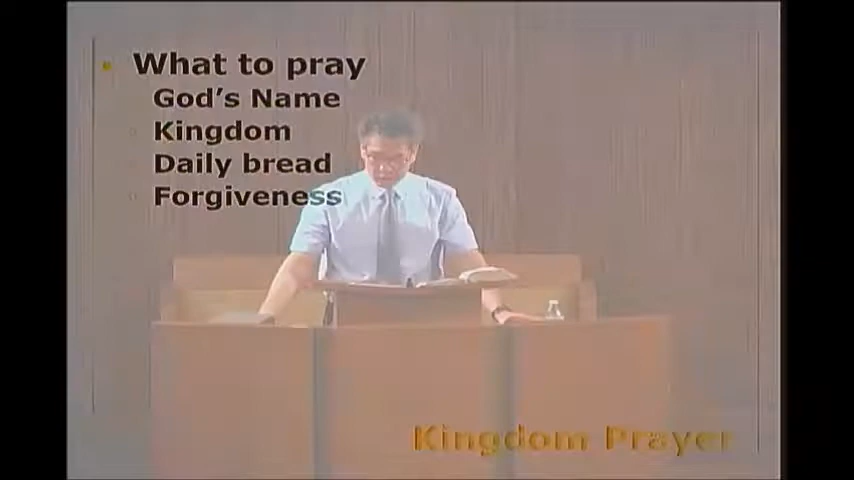 What to pray
God's Name
Kingdom
Daily bread
Forgiveness
Kingdom Prayer